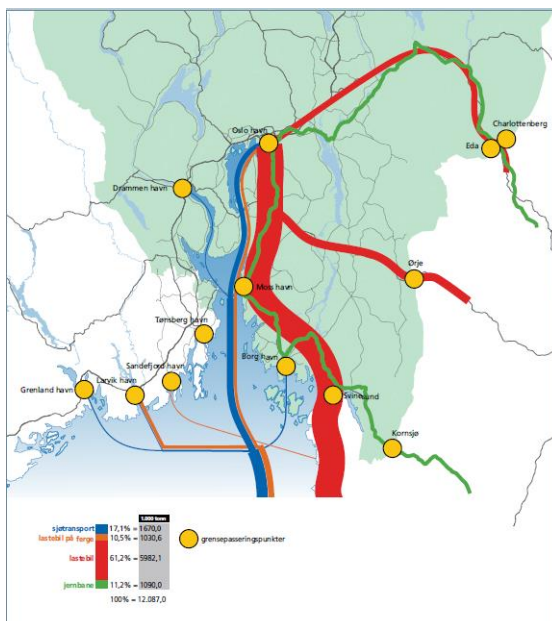 Charlottenberg
Oslo havn
Eda
Drammen havn
Ørje
Moss havn
Tønsberg havn
Sandefjord havn
Borg havn
Larvik havn
Grenland havn
Svinesund
Kornsjø
1.000 tonn
sjøtransport 17,1% = 1670,0
lastebil på ferge 10,5% = 1030,6
grensepasseringspunkter
lastebil 61,2% = 5982,1
jernbane 11,2% = 1090,0
100% = 12.087,0